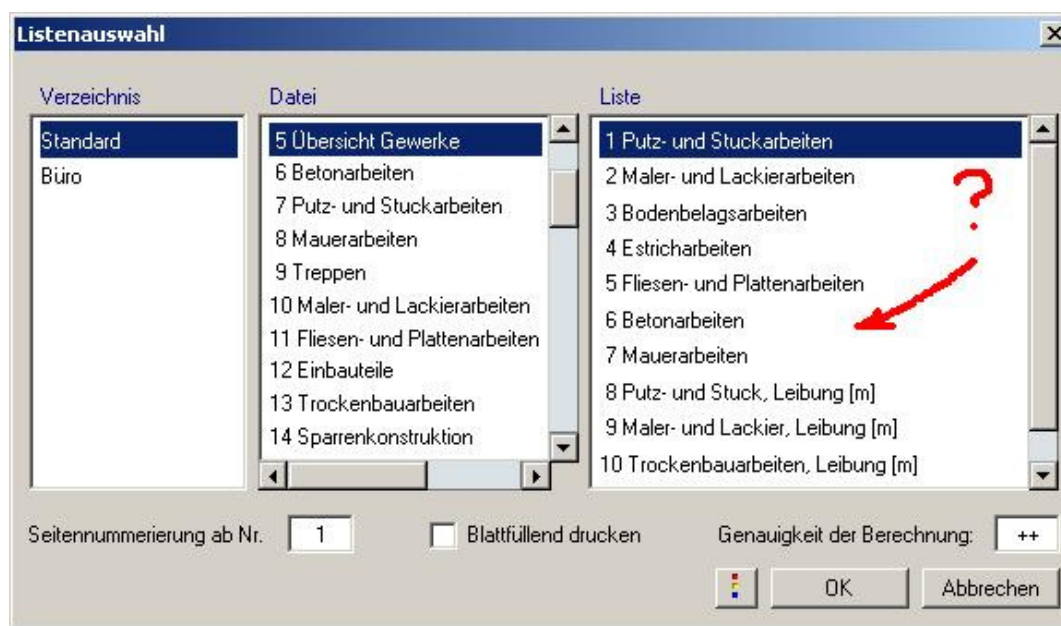 Listenauswahl
Verzeichnis
Standard
Büro
Datei
5 Übersicht Gewerke
6 Betonarbeiten
7 Putz- und Stuckarbeiten
8 Mauerarbeiten
9 Treppen
10 Maler- und Lackierarbeiten
11 Fliesen- und Plattenarbeiten
12 Einbauteile
13 Trockenbauarbeiten
14 Sparrenkonstruktion
Liste
1 Putz- und Stuckarbeiten
2 Maler- und Lackierarbeiten
3 Bodenbelagsarbeiten
4 Estricharbeiten
5 Fliesen- und Plattenarbeiten
6 Betonarbeiten
7 Mauerarbeiten
8 Putz- und Stuck, Leibung [m]
9 Maler- und Lackier, Leibung [m]
10 Trockenbauarbeiten, Leibung [m]
?
Seitennummerierung ab Nr. 1
Blattfüllend drucken
Genauigkeit der Berechnung: ++
OK
Abbrechen